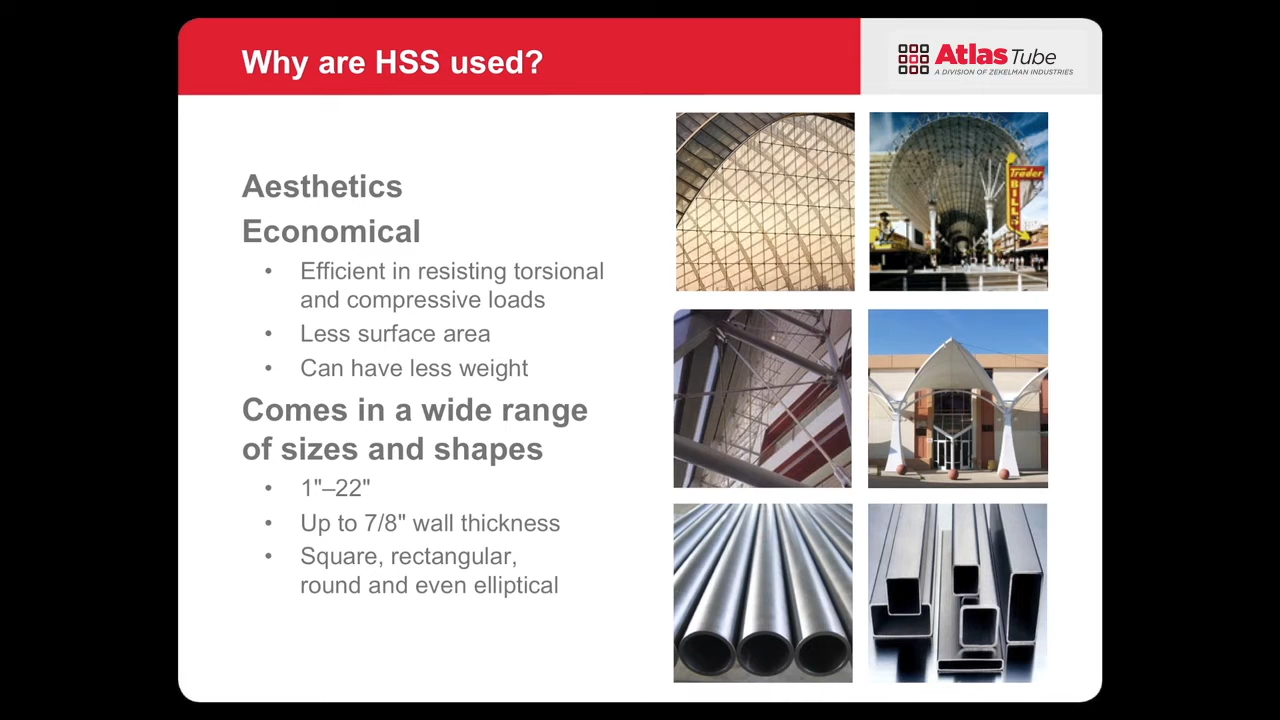 Why are HSS used?
Atlas Tube
A DIVISION OF ZEKELMAN INDUSTRIES
Aesthetics
Economical
• Efficient in resisting torsional
and compressive loads
• Less surface area
• Can have less weight
Comes in a wide range
of sizes and shapes
• 1"–22"
• Up to 7/8" wall thickness
• Square, rectangular,
round and even elliptical
Trader
BILL'S